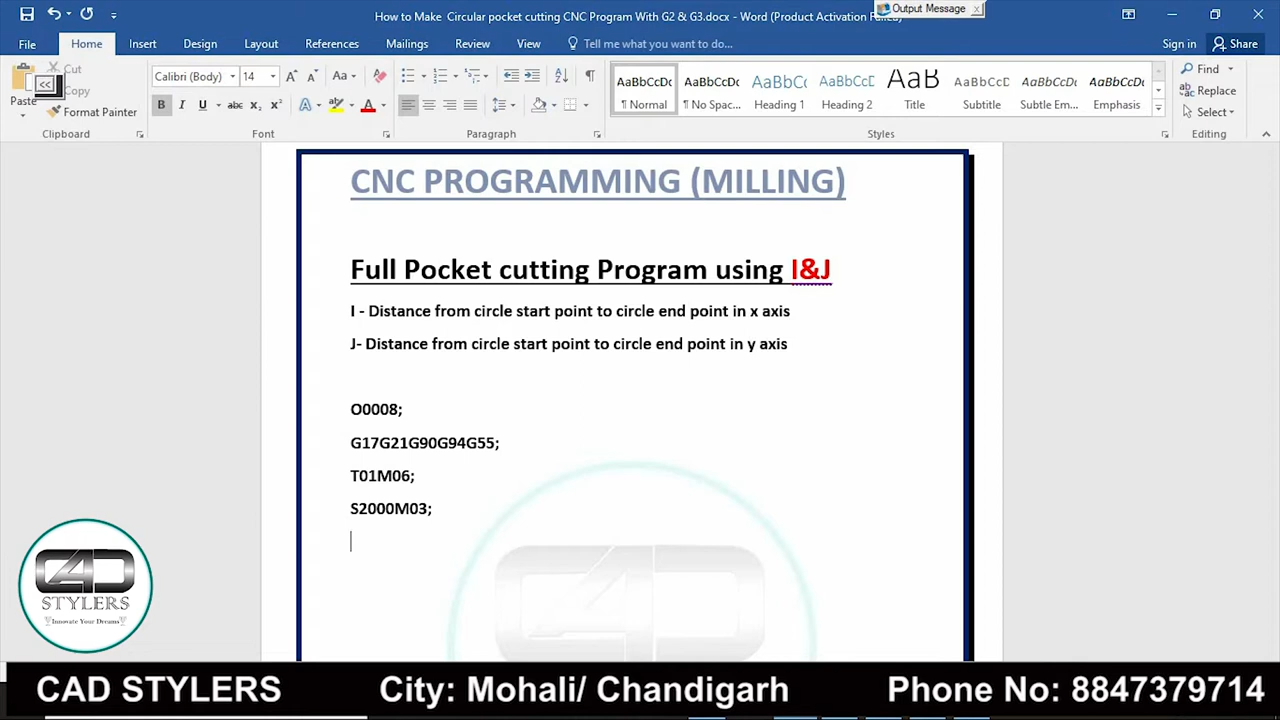 How to Make  Circular pocket cutting CNC Program With G2 & G3.docx - Word (Product Activation
Output Message
File Home Insert Design Layout References Mailings Review View Tell me what you want to do... Sign in Share
Cut
Copy
Format Painter
Paste
Clipboard
Calibri (Body) 14
Font
Paragraph
AaBbCcDc AaBbCcDc AaBbCc AaBbCcD AaB AaBbCcD AaBbCcDc AaBbCcDc
¶ Normal ¶ No Spac... Heading 1 Heading 2 Title Subtitle Subtle Em... Emphasis
Styles
Find
Replace
Select
Editing
CNC PROGRAMMING (MILLING)
Full Pocket cutting Program using I&J
I - Distance from circle start point to circle end point in x axis
J- Distance from circle start point to circle end point in y axis
O0008;
G17G21G90G94G55;
T01M06;
S2000M03;
CAD
STYLERS
Innovate Your Dreams
CAD STYLERS City: Mohali/ Chandigarh Phone No: 8847379714